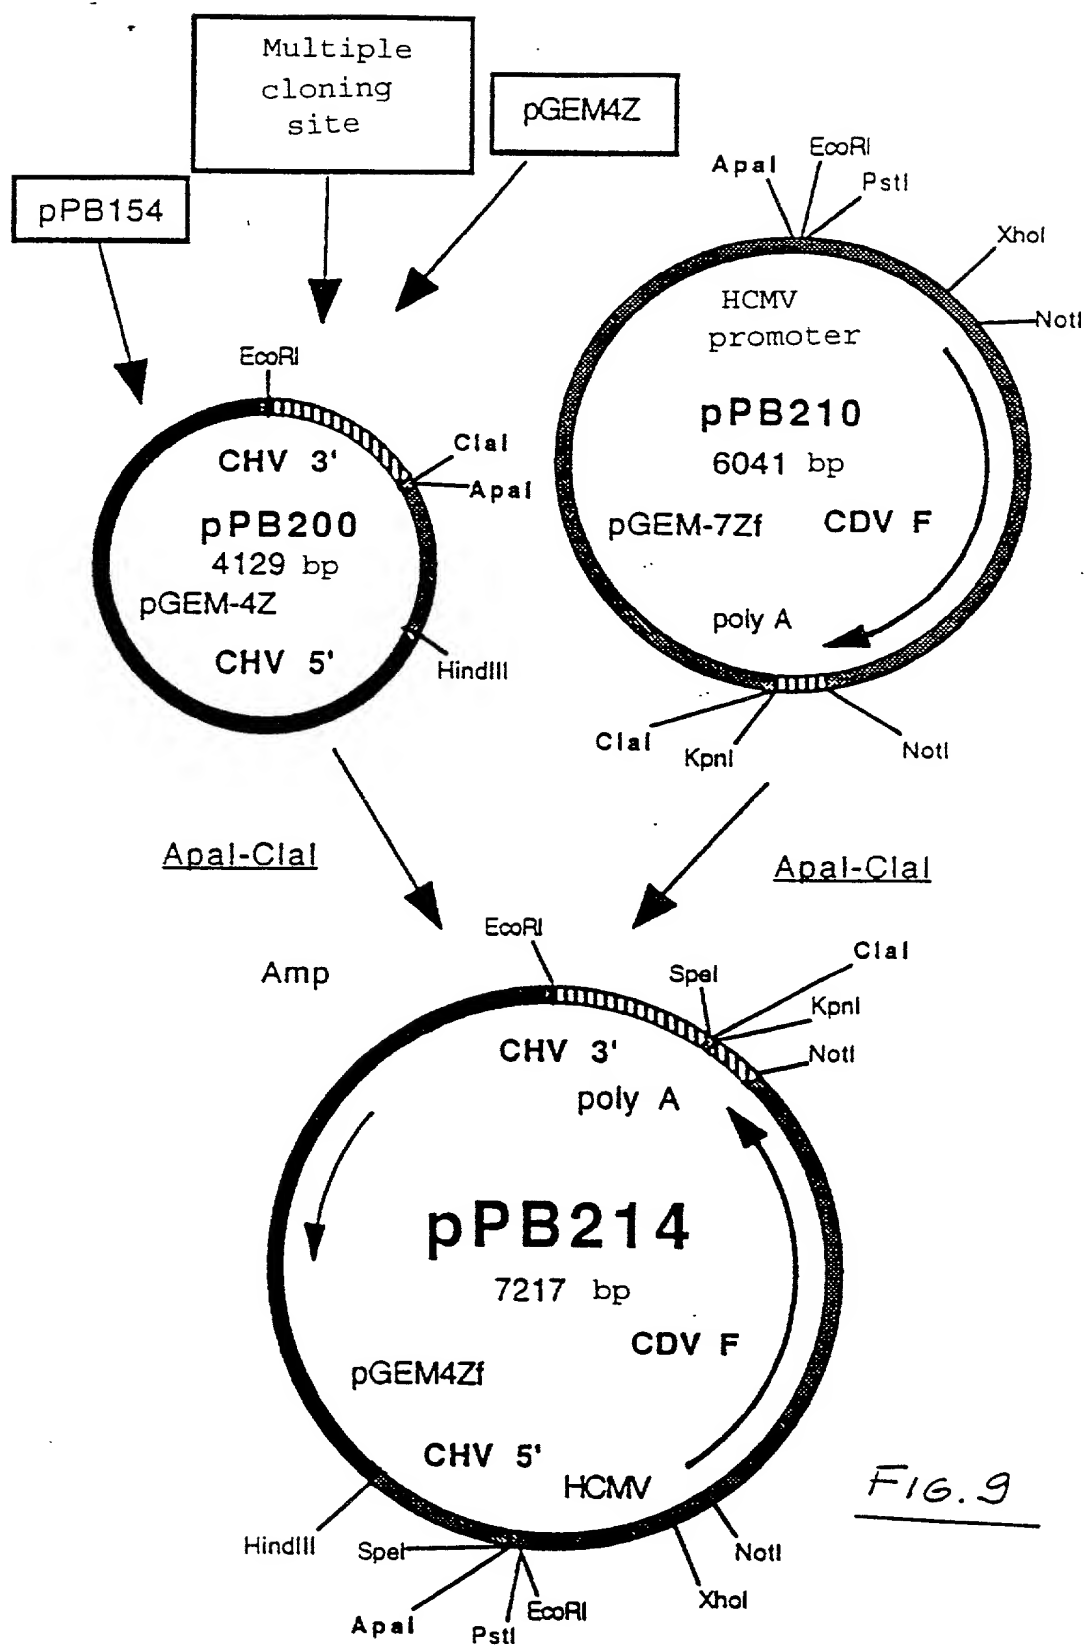 Multiple
cloning
site
pGEM4Z
pPB154
EcoRI
ApaI
PstI
XhoI
NotI
HCMV
promoter
pPB210
6041 bp
pGEM-7Zf
CDV F
poly A
ClaI
KpnI
NotI
EcoRI
ClaI
ApaI
CHV 3'
pPB200
4129 bp
pGEM-4Z
CHV 5'
HindIII
ApaI-ClaI
ApaI-ClaI
EcoRI
Amp
SpeI
ClaI
KpnI
NotI
CHV 3'
poly A
pPB214
7217 bp
CDV F
pGEM4Zf
CHV 5'
HCMV
HindIII
SpeI
ApaI
PstI
EcoRI
XhoI
NotI
FIG. 9